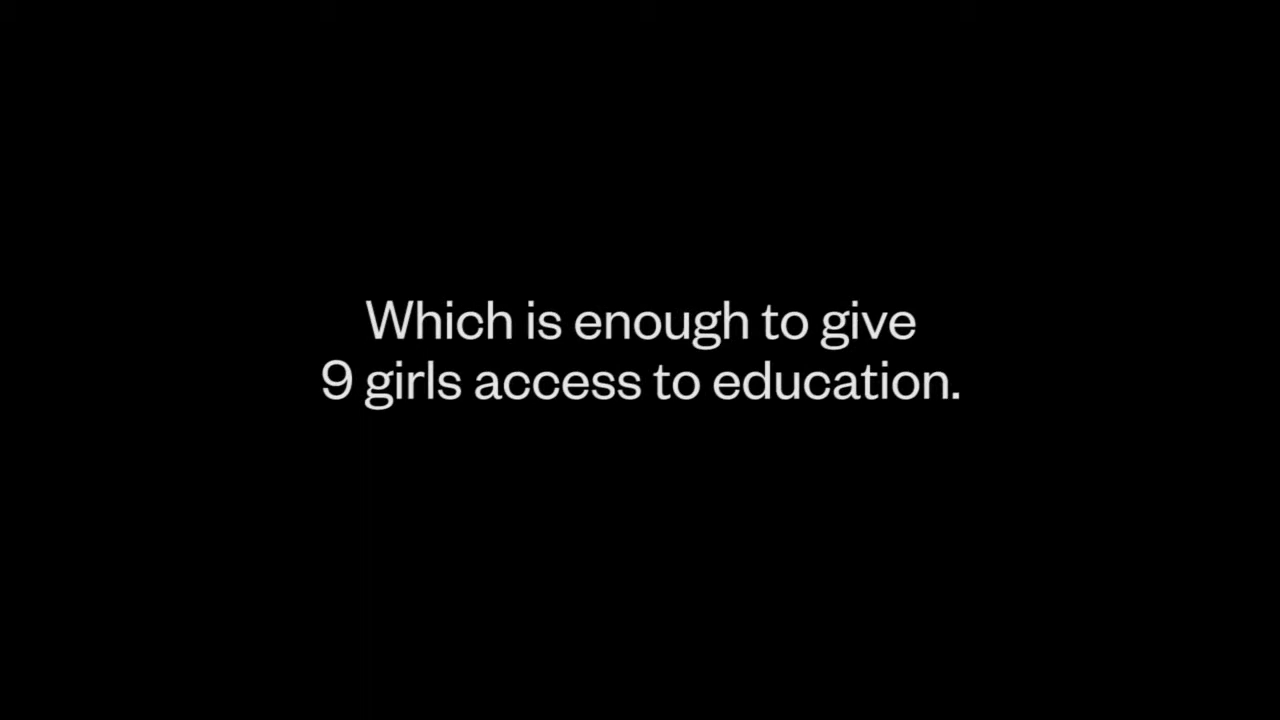 Which is enough to give
9 girls access to education.